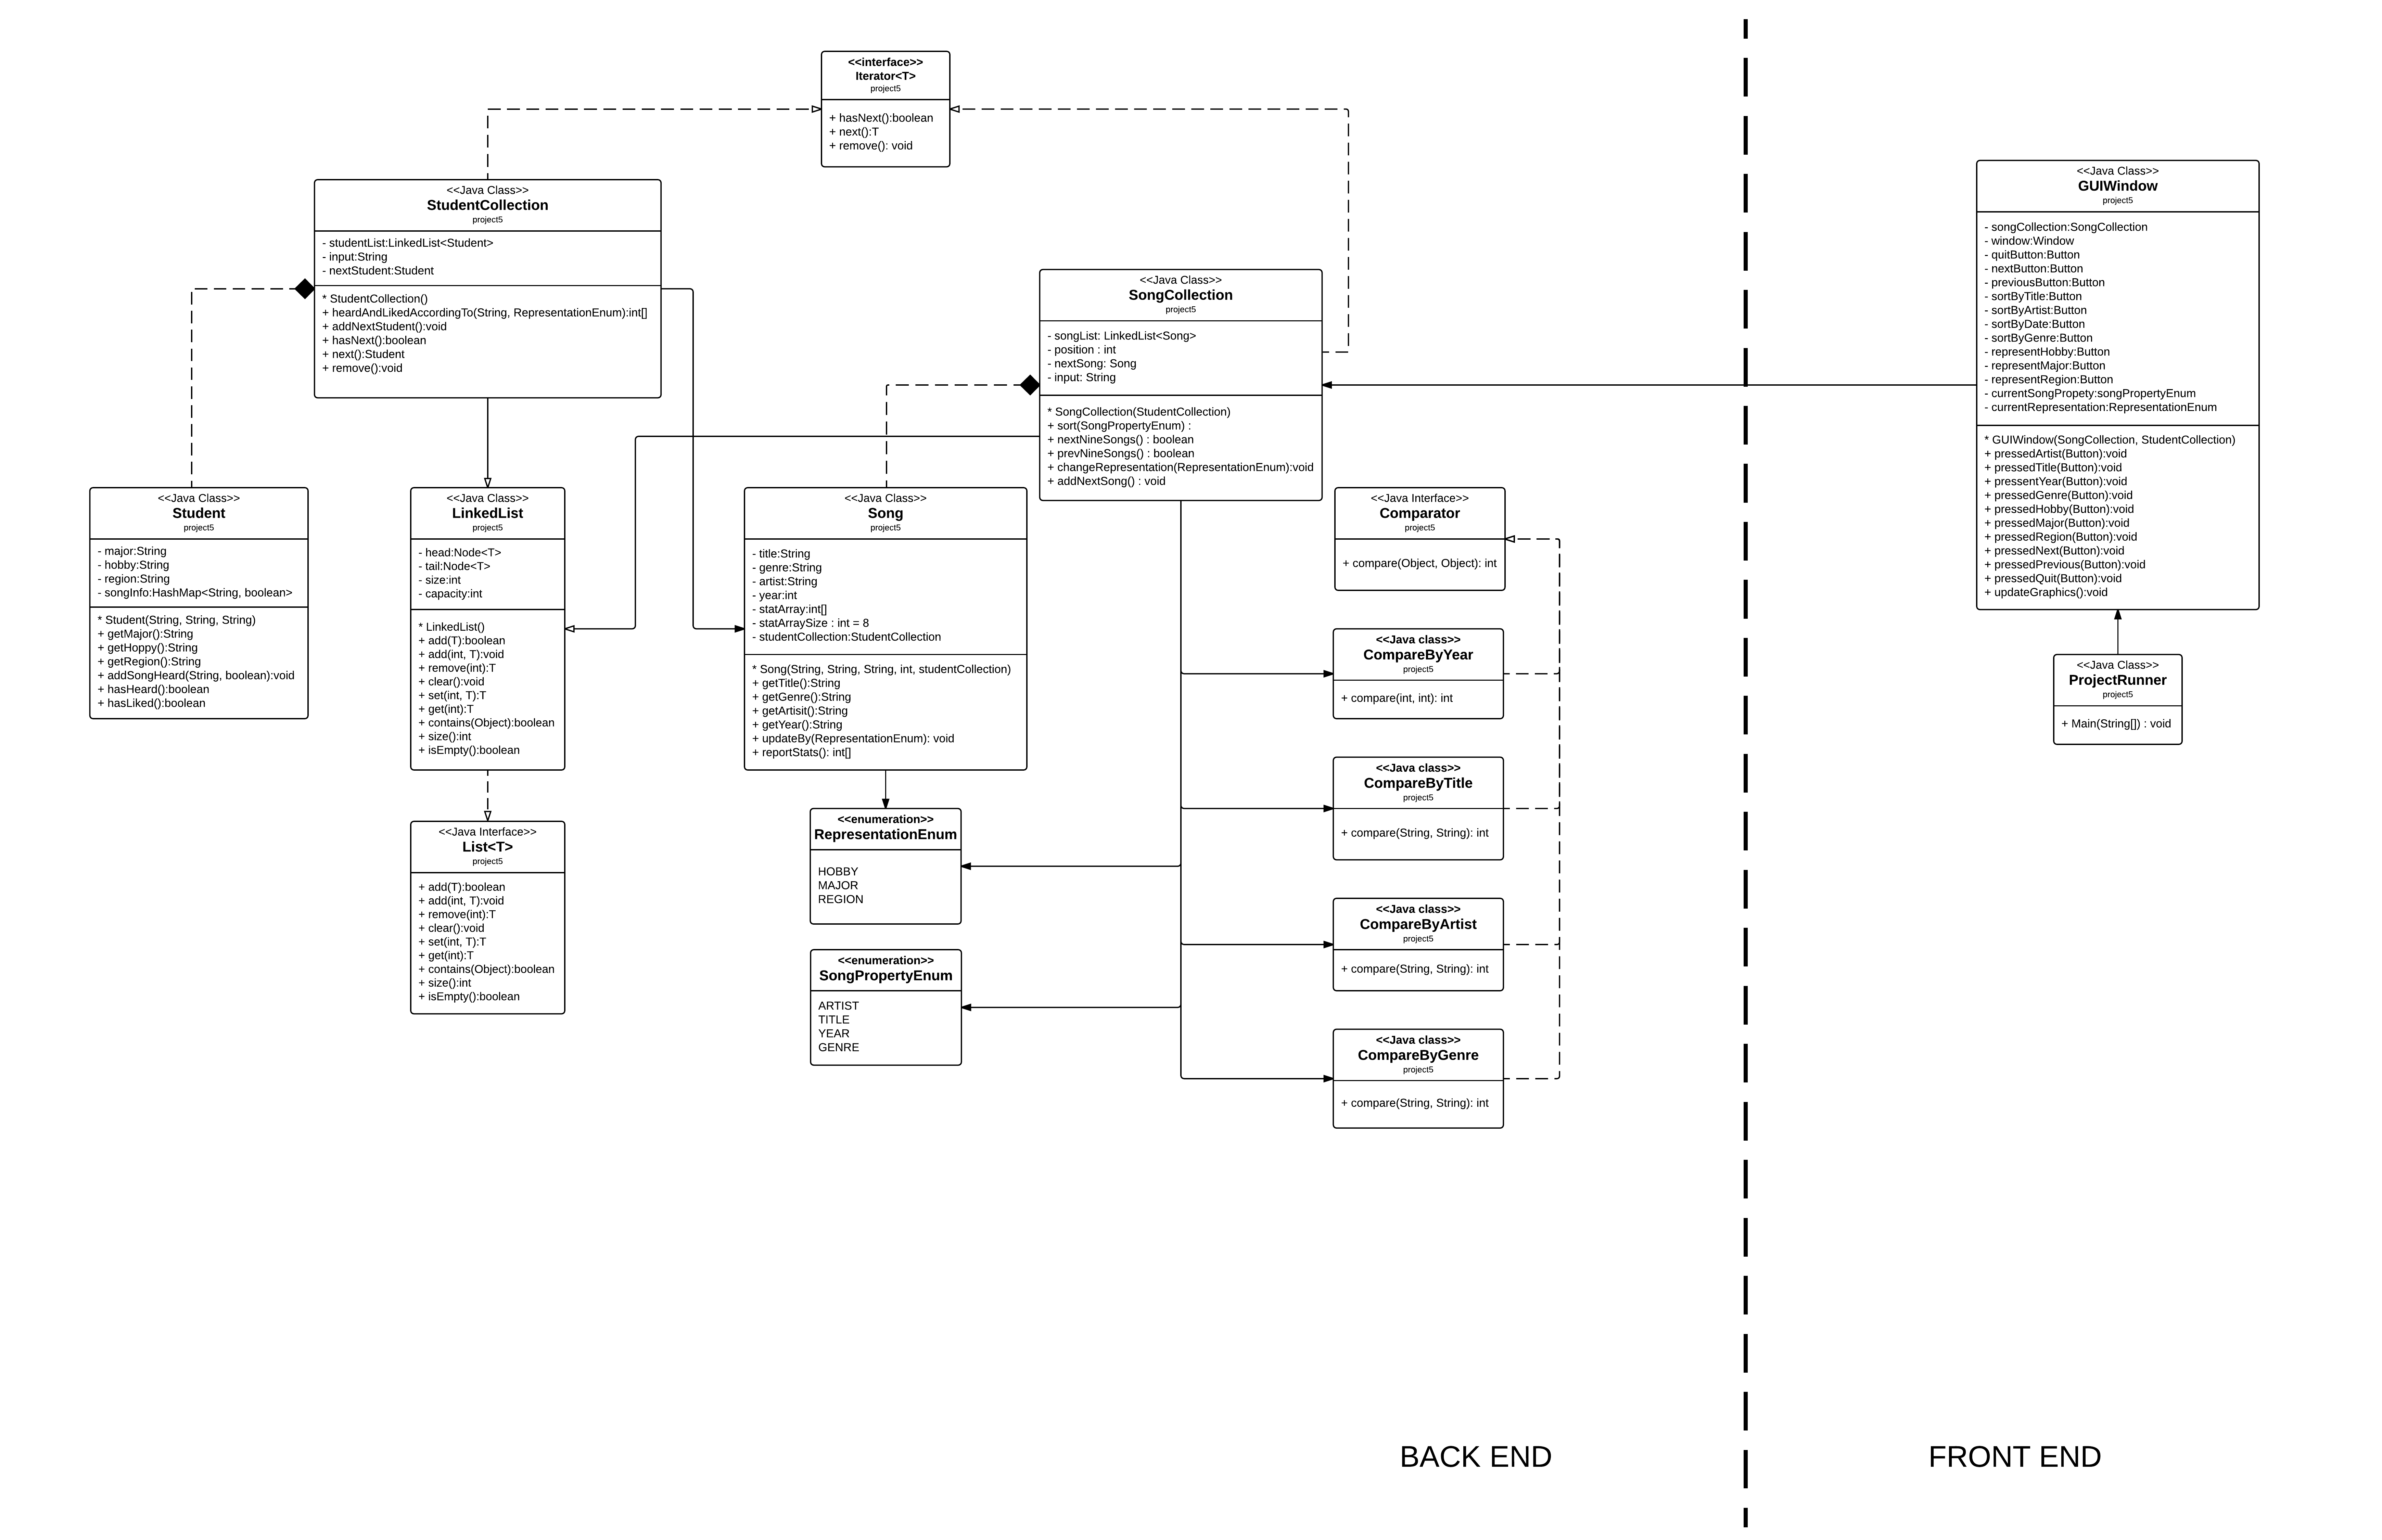 <<interface>>
Iterator<T>
project5
+ hasNext():boolean
+ next():T
+ remove(): void
<<Java Class>>
StudentCollection
project5
- studentList:LinkedList<Student>
- input:String
- nextStudent:Student
* StudentCollection()
+ heardAndLikedAccordingTo(String, RepresentationEnum):int[]
+ addNextStudent():void
+ hasNext():boolean
+ next():Student
+ remove():void
<<Java Class>>
SongCollection
project5
- songList: LinkedList<Song>
- position : int
- nextSong: Song
- input: String
* SongCollection(StudentCollection)
+ sort(SongPropertyEnum) :
+ nextNineSongs() : boolean
+ prevNineSongs() : boolean
+ changeRepresentation(RepresentationEnum):void
+ addNextSong() : void
<<Java Class>>
GUIWindow
project5
- songCollection:SongCollection
- window:Window
- quitButton:Button
- nextButton:Button
- previousButton:Button
- sortByTitle:Button
- sortByArtist:Button
- sortByDate:Button
- sortByGenre:Button
- representHobby:Button
- representMajor:Button
- representRegion:Button
- currentSongPropety:songPropertyEnum
- currentRepresentation:RepresentationEnum
* GUIWindow(SongCollection, StudentCollection)
+ pressedArtist(Button):void
+ pressedTitle(Button):void
+ pressentYear(Button):void
+ pressedGenre(Button):void
+ pressedHobby(Button):void
+ pressedMajor(Button):void
+ pressedRegion(Button):void
+ pressedNext(Button):void
+ pressedPrevious(Button):void
+ pressedQuit(Button):void
+ updateGraphics():void
<<Java Class>>
Student
project5
- major:String
- hobby:String
- region:String
- songInfo:HashMap<String, boolean>
* Student(String, String, String)
+ getMajor():String
+ getHoppy():String
+ getRegion():String
+ addSongHeard(String, boolean):void
+ hasHeard():boolean
+ hasLiked():boolean
<<Java Class>>
LinkedList
project5
- head:Node<T>
- tail:Node<T>
- size:int
- capacity:int
* LinkedList()
+ add(T):boolean
+ add(int, T):void
+ remove(int):T
+ clear():void
+ set(int, T):T
+ get(int):T
+ contains(Object):boolean
+ size():int
+ isEmpty():boolean
<<Java Class>>
Song
project5
- title:String
- genre:String
- artist:String
- year:int
- statArray:int[]
- statArraySize : int = 8
- studentCollection:StudentCollection
* Song(String, String, String, int, studentCollection)
+ getTitle():String
+ getGenre():String
+ getArtisit():String
+ getYear():String
+ updateBy(RepresentationEnum): void
+ reportStats(): int[]
<<Java Interface>>
Comparator
project5
+ compare(Object, Object): int
<<Java class>>
CompareByYear
project5
+ compare(int, int): int
<<Java Class>>
ProjectRunner
project5
+ Main(String[]) : void
<<Java class>>
CompareByTitle
project5
+ compare(String, String): int
<<Java Interface>>
List<T>
project5
+ add(T):boolean
+ add(int, T):void
+ remove(int):T
+ clear():void
+ set(int, T):T
+ get(int):T
+ contains(Object):boolean
+ size():int
+ isEmpty():boolean
<<enumeration>>
RepresentationEnum
HOBBY
MAJOR
REGION
<<Java class>>
CompareByArtist
project5
+ compare(String, String): int
<<enumeration>>
SongPropertyEnum
ARTIST
TITLE
YEAR
GENRE
<<Java class>>
CompareByGenre
project5
+ compare(String, String): int
BACK END
FRONT END